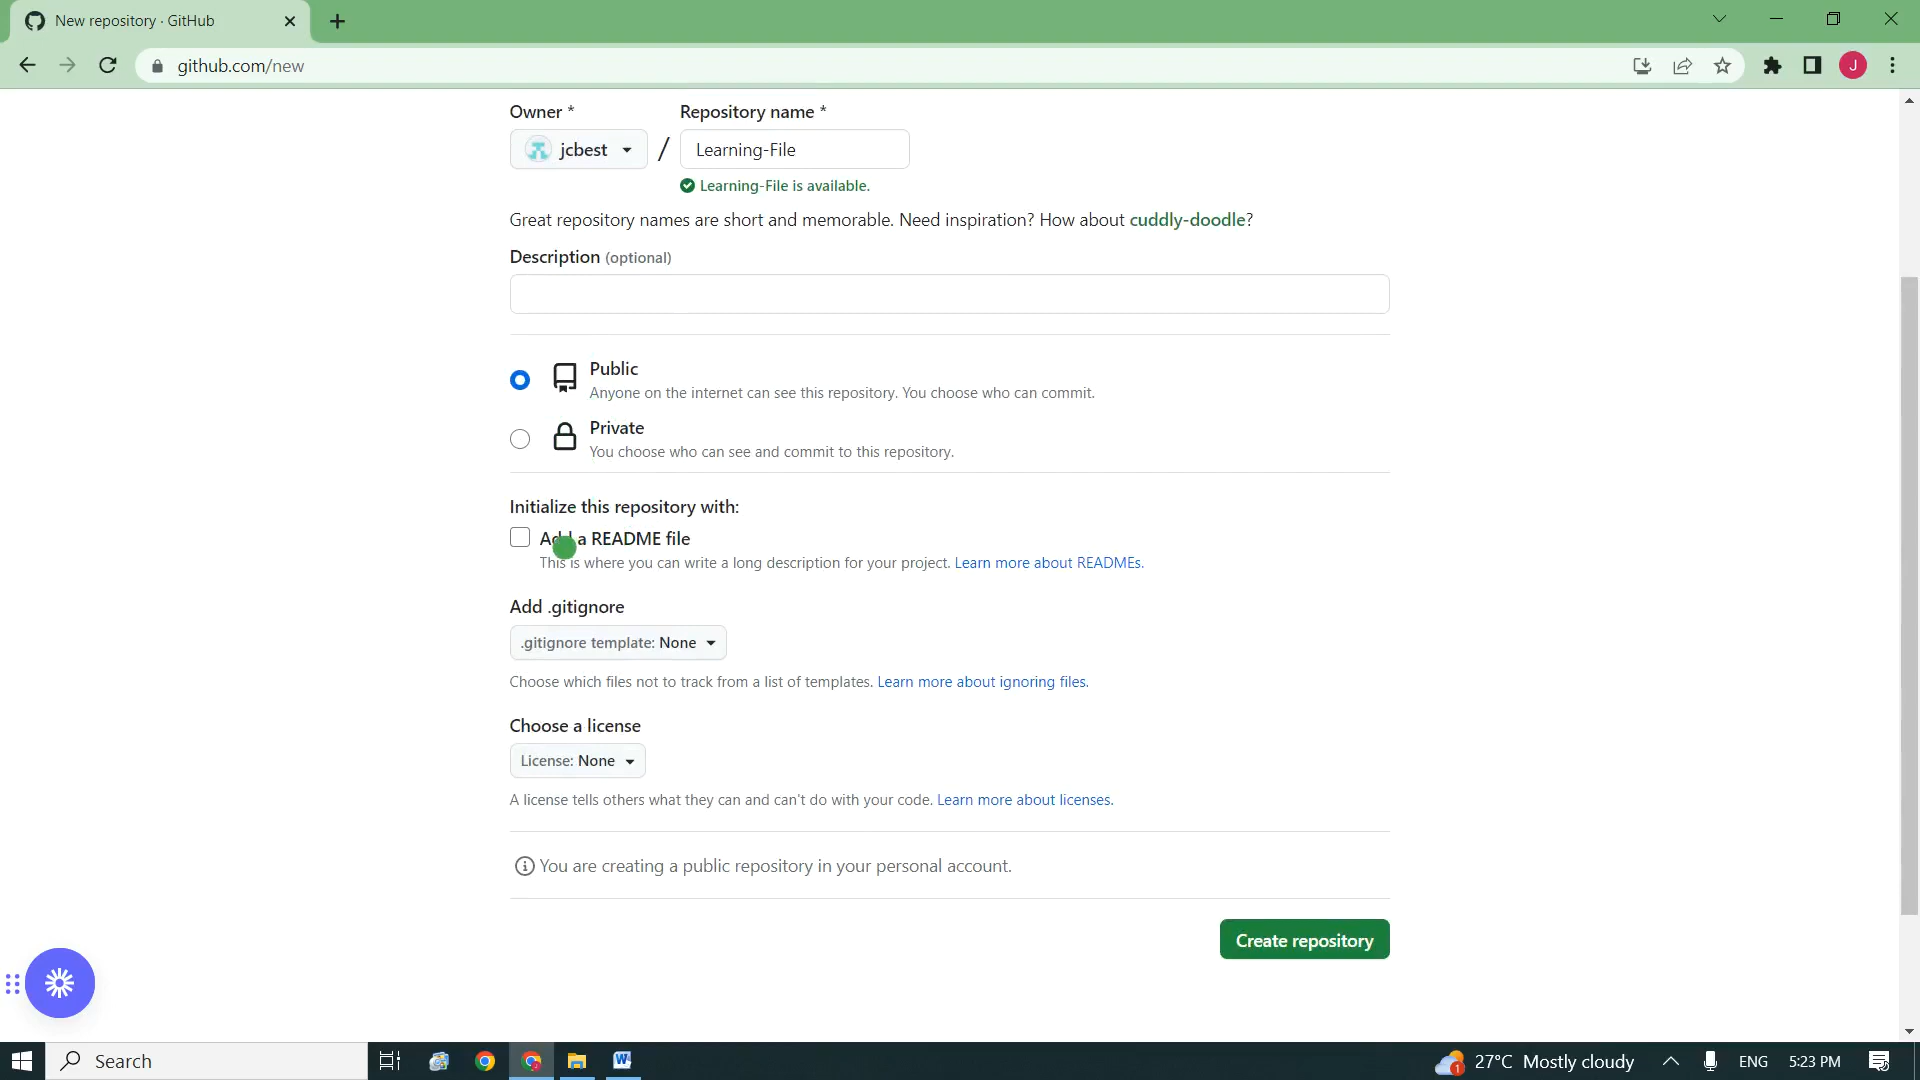 New repository · GitHub
github.com/new
J
Owner *
Repository name *
jcbest
/
Learning-File
Learning-File is available.
Great repository names are short and memorable. Need inspiration? How about cuddly-doodle?
Description (optional)
Public
Anyone on the internet can see this repository. You choose who can commit.
Private
You choose who can see and commit to this repository.
Initialize this repository with:
Add a README file
This is where you can write a long description for your project. Learn more about READMEs.
Add .gitignore
.gitignore template: None
Choose which files not to track from a list of templates. Learn more about ignoring files.
Choose a license
License: None
A license tells others what they can and can't do with your code. Learn more about licenses.
You are creating a public repository in your personal account.
Create repository
Search
W
1
27°C Mostly cloudy
ENG
5:23 PM